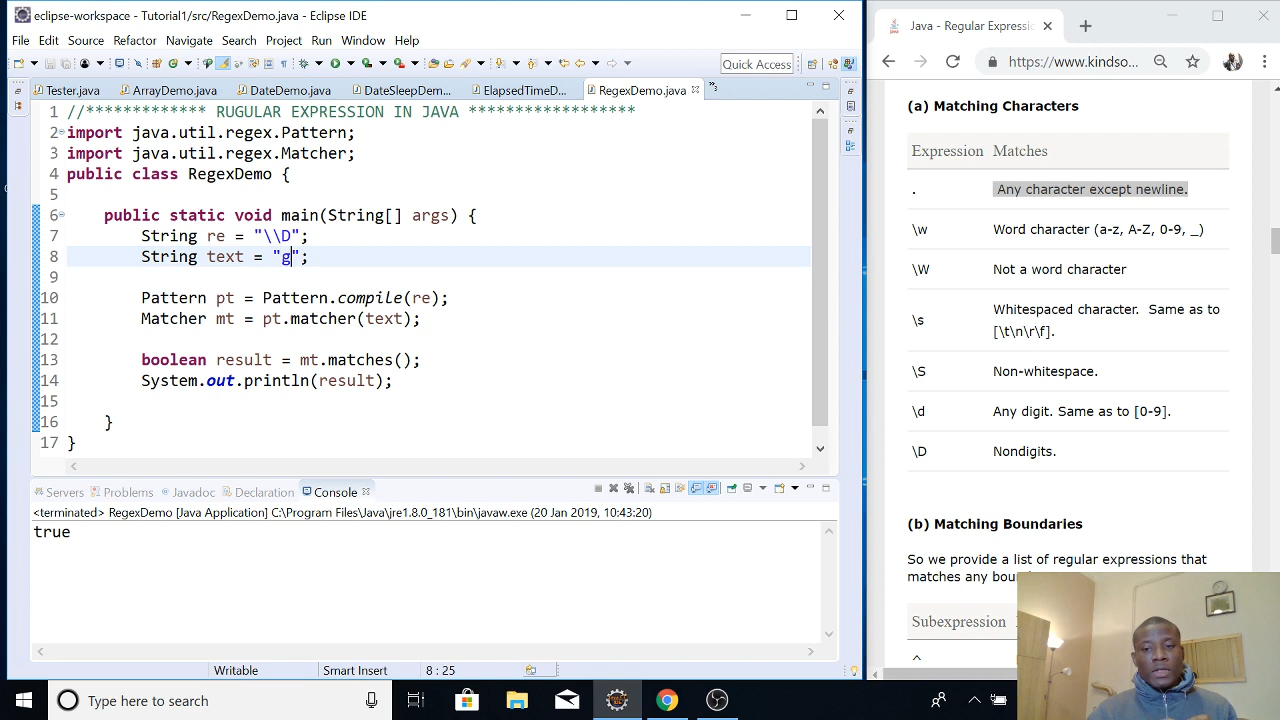 eclipse-workspace - Tutorial1/src/RegexDemo.java - Eclipse IDE
File Edit Source Refactor Navigate Search Project Run Window Help
Quick Access
Tester.java
DateDemo.java
DateSleepDem...
ElapsedTimeD...
RegexDemo.java
1 //************* RUGULAR EXPRESSION IN JAVA ******************
2 import java.util.regex.Pattern;
3 import java.util.regex.Matcher;
4 public class RegexDemo {
5
6 public static void main(String[] args) {
7 String re = "\\D";
8 String text = "g";
9
10 Pattern pt = Pattern.compile(re);
11 Matcher mt = pt.matcher(text);
12
13 boolean result = mt.matches();
14 System.out.println(result);
15
16 }
17 }
Servers Problems Javadoc Declaration Console
<terminated> RegexDemo [Java Application] C:\Program Files\Java\jre1.8.0_181\bin\javaw.exe (20 Jan 2019, 10:43:20)
true
Writable Smart Insert 8 : 25
Java - Regular Expressi
https://www.kindso...
(a) Matching Characters
Expression Matches
. Any character except newline.
\w Word character (a-z, A-Z, 0-9, _)
\W Not a word character
\s Whitespaced character. Same as to
[\t\n\r\f].
\S Non-whitespace.
\d Any digit. Same as to [0-9].
\D Nondigits.
(b) Matching Boundaries
So we provide a list of regular expressions that
matches any
Subexpression
^
Type here to search